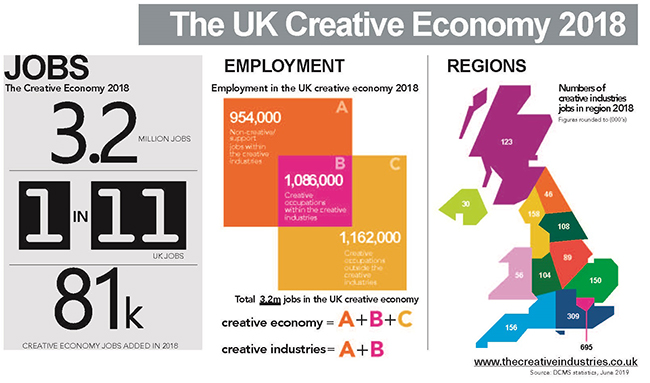 The UK Creative Economy 2018
JOBS
The Creative Economy 2018
3.2
MILLION JOBS
1 IN 11
UK JOBS
81k
CREATIVE ECONOMY JOBS ADDED IN 2018
EMPLOYMENT
Employment in the UK creative economy 2018
A
954,000
Non-creative/
support
jobs within
the creative
industries
B
C
1,086,000
Creative
occupations
within the creative
industries
1,162,000
Creative
occupations
outside the
creative
industries
Total 3.2m jobs in the UK creative economy
creative economy = A+B+C
creative industries = A+B
REGIONS
Numbers of
creative industries
jobs in region 2018
Figures rounded to (000's)
123
30
46
158
108
89
56
104
150
156
309
695
www.thecreativeindustries.co.uk
Source: DCMS statistics, June 2019